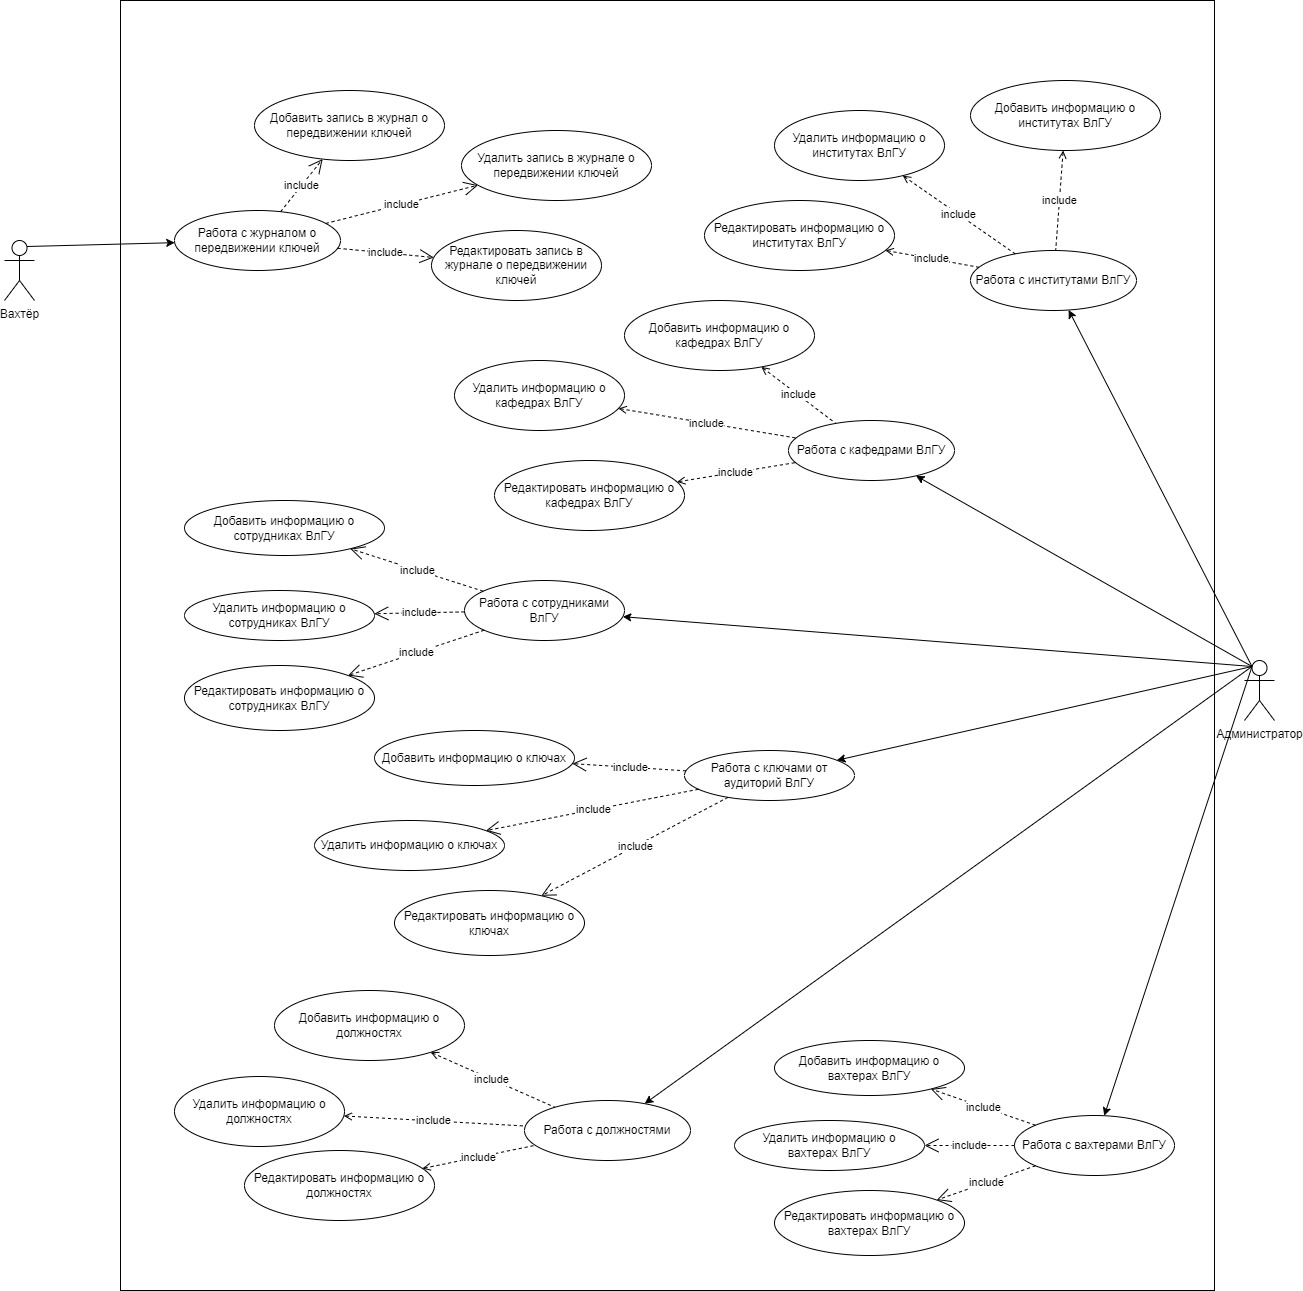 Добавить запись в журнал о
передвижении ключей
include
Удалить запись в журнале о
передвижении ключей
include
Работа с журналом о
передвижении ключей
include
Редактировать запись в
журнале о передвижении
ключей
Вахтёр
Добавить информацию о
институтах ВлГУ
Удалить информацию о
институтах ВлГУ
include
include
Редактировать информацию о
институтах ВлГУ
include
Работа с институтами ВлГУ
Добавить информацию о
кафедрах ВлГУ
Удалить информацию о
кафедрах ВлГУ
include
include
Работа с кафедрами ВлГУ
include
Редактировать информацию о
кафедрах ВлГУ
Добавить информацию о
сотрудниках ВлГУ
include
Удалить информацию о
сотрудниках ВлГУ
include
Работа с сотрудниками
ВлГУ
include
Редактировать информацию о
сотрудниках ВлГУ
Администратор
Добавить информацию о ключах
include
Работа с ключами от
аудиторий ВлГУ
include
Удалить информацию о ключах
include
Редактировать информацию о
ключах
Добавить информацию о
должностях
include
Удалить информацию о
должностях
include
Работа с должностями
include
Редактировать информацию о
должностях
Добавить информацию о
вахтерах ВлГУ
include
Удалить информацию о
вахтерах ВлГУ
include
Работа с вахтерами ВлГУ
include
Редактировать информацию о
вахтерах ВлГУ